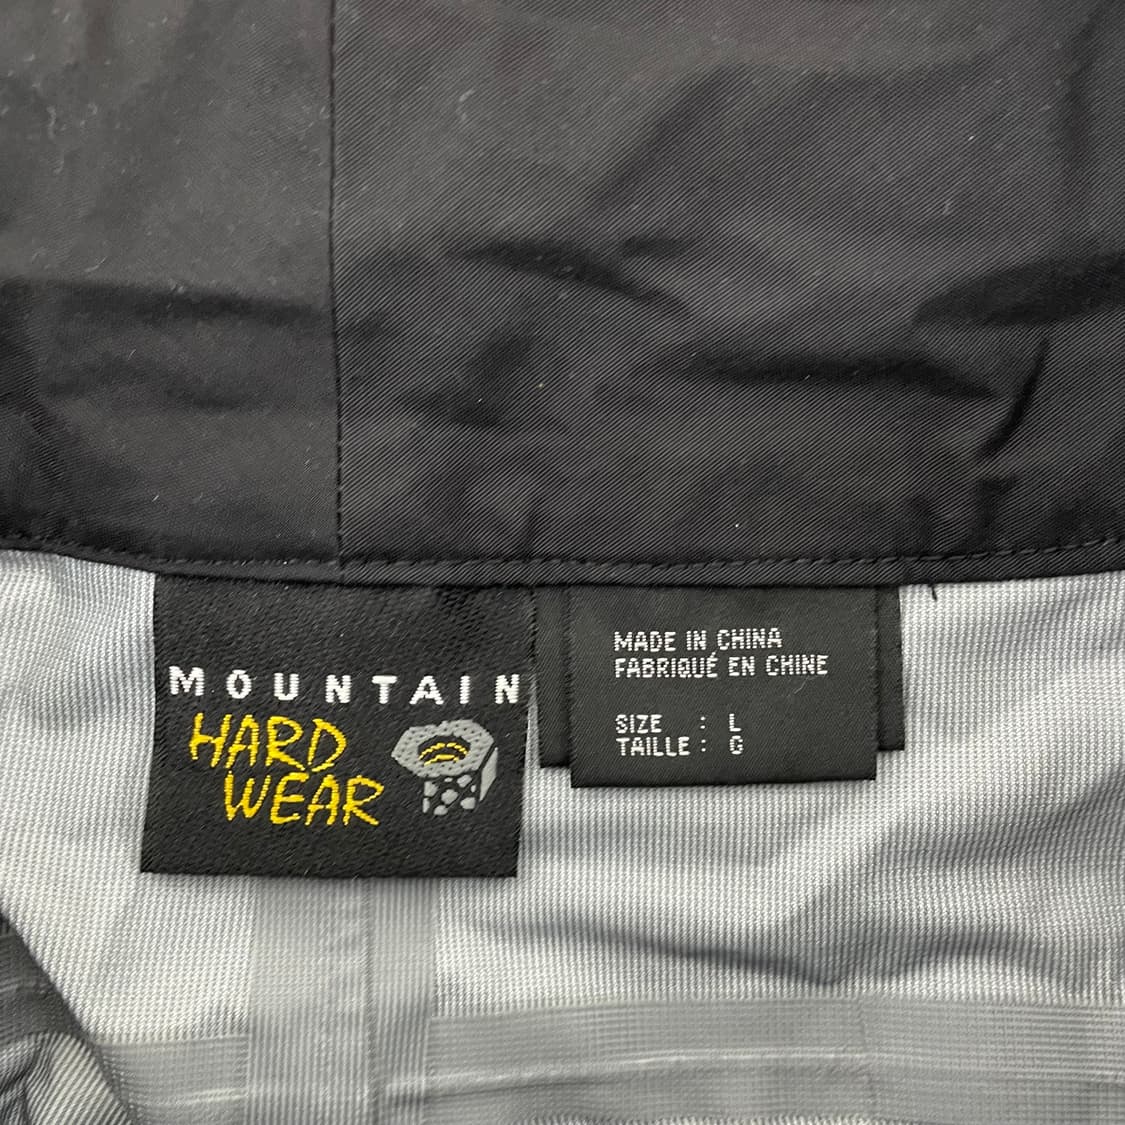 MOUNTAIN
HARD
WEAR
MADE IN CHINA
FABRIQUÉ EN CHINE
SIZE : L
TAILLE : G